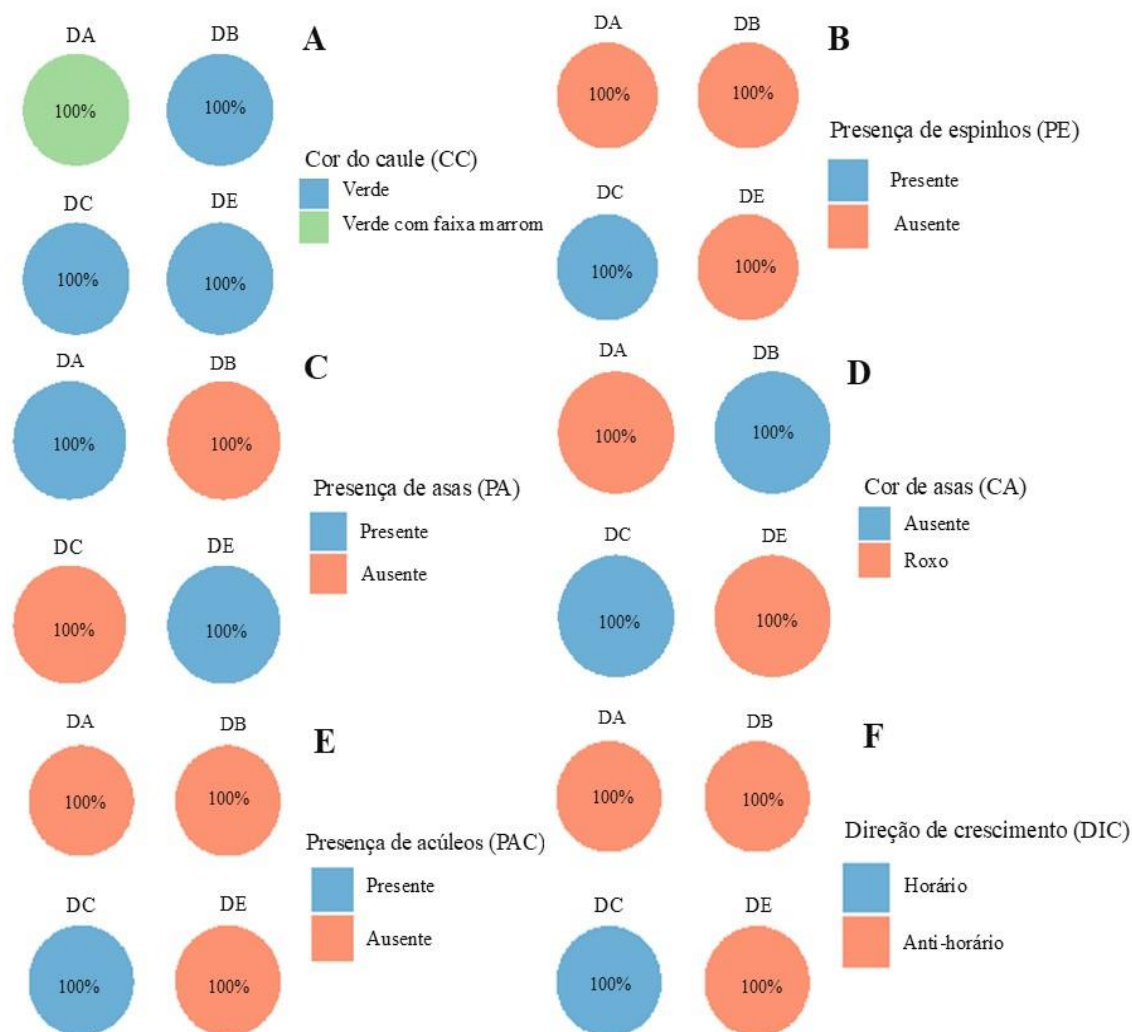 DA
DB
A
100%
100%
Cor do caule (CC)
Verde
Verde com faixa marrom
DC
DE
100%
100%
DA
DB
B
100%
100%
Presença de espinhos (PE)
Presente
Ausente
DC
DE
100%
100%
DA
DB
C
100%
100%
Presença de asas (PA)
Presente
Ausente
DC
DE
100%
100%
DA
DB
D
100%
100%
Cor de asas (CA)
Ausente
Roxo
DC
DE
100%
100%
DA
DB
E
100%
100%
Presença de acúleos (PAC)
Presente
Ausente
DC
DE
100%
100%
DA
DB
F
100%
100%
Direção de crescimento (DIC)
Horário
Anti-horário
DC
DE
100%
100%